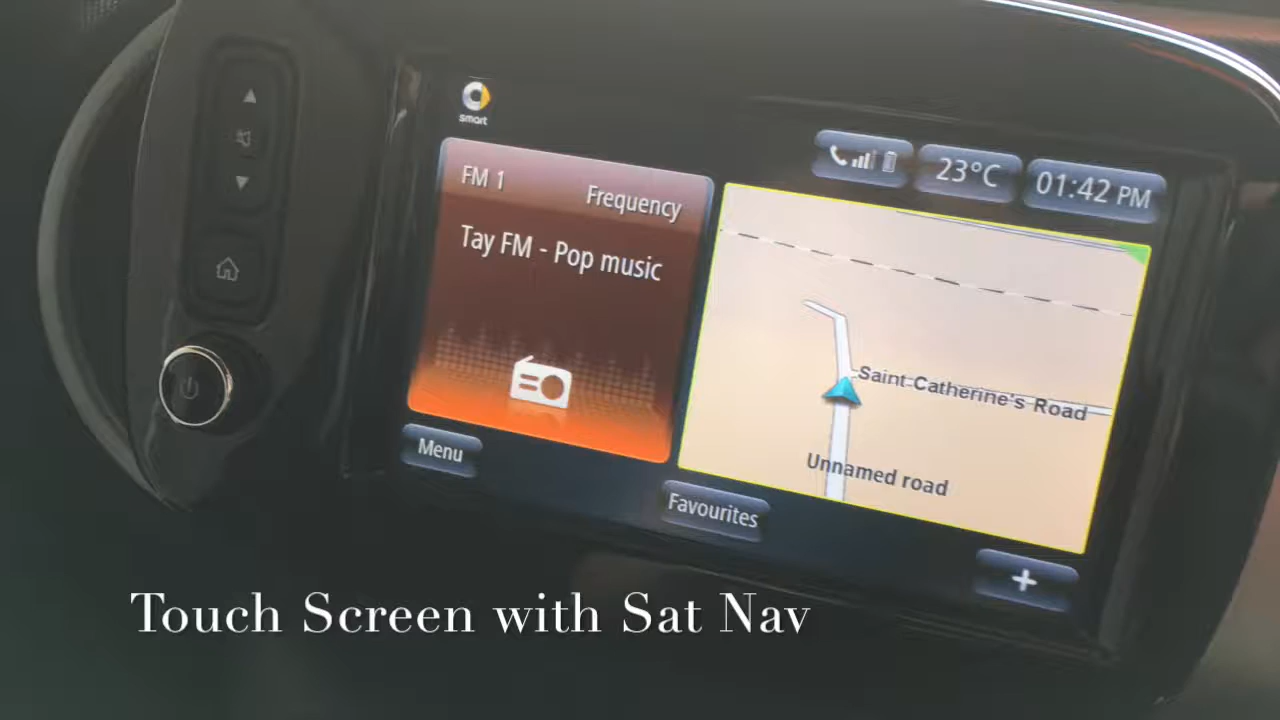 smart
23°C
01:42 PM
FM 1
Frequency
Tay FM - Pop music
Saint Catherine's Road
Unnamed road
Menu
Favourites
+
Touch Screen with Sat Nav